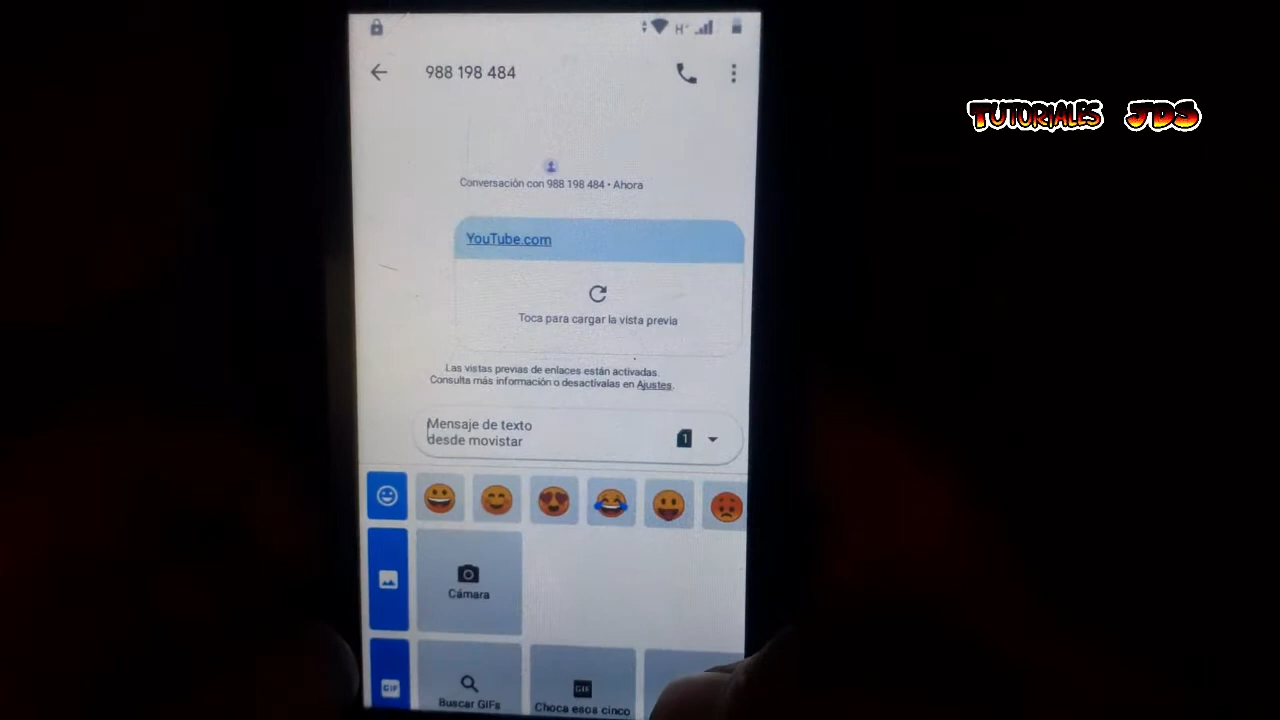 H+
988 198 484
TUTORIALES JDS
Conversación con 988 198 484 • Ahora
YouTube.com
Toca para cargar la vista previa
Las vistas previas de enlaces están activadas.
Consulta más información o desactívalas en Ajustes.
Mensaje de texto
desde movistar
1
Cámara
GIF
Buscar GIFs
GIF
Choca esos cinco